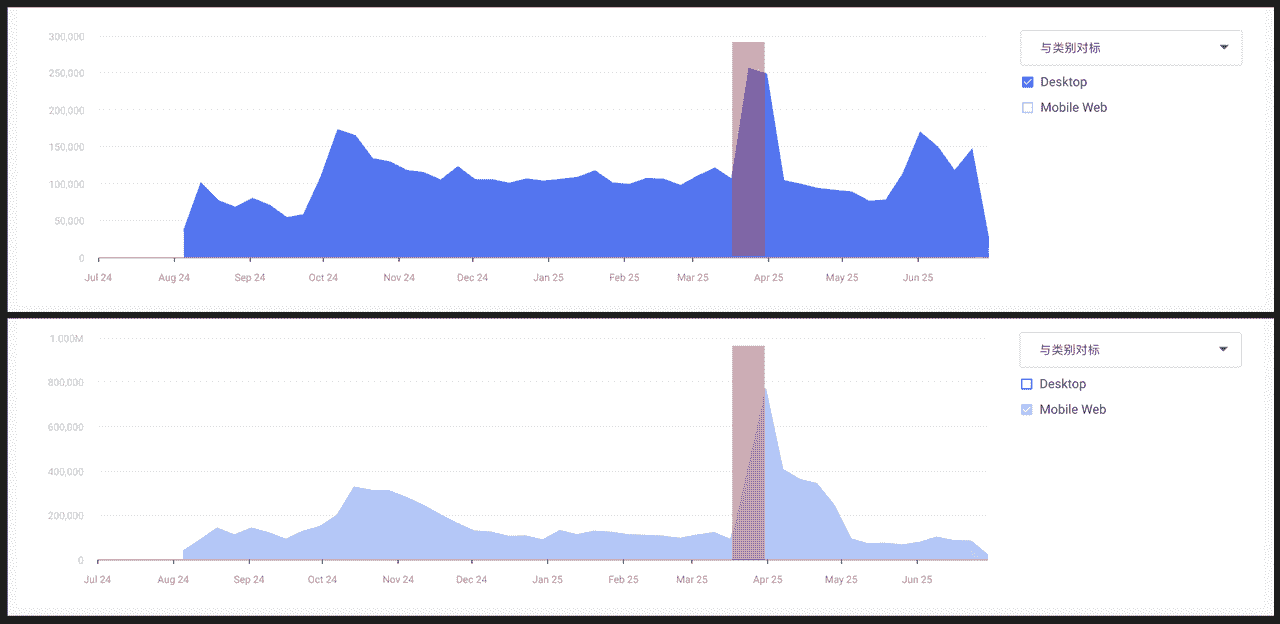 300,000
250,000
200,000
150,000
100,000
50,000
0
Jul 24 Aug 24 Sep 24 Oct 24 Nov 24 Dec 24 Jan 25 Feb 25 Mar 25 Apr 25 May 25 Jun 25
与类别对标
Desktop
Mobile Web
1.000M
800,000
600,000
400,000
200,000
0
Jul 24 Aug 24 Sep 24 Oct 24 Nov 24 Dec 24 Jan 25 Feb 25 Mar 25 Apr 25 May 25 Jun 25
与类别对标
Desktop
Mobile Web